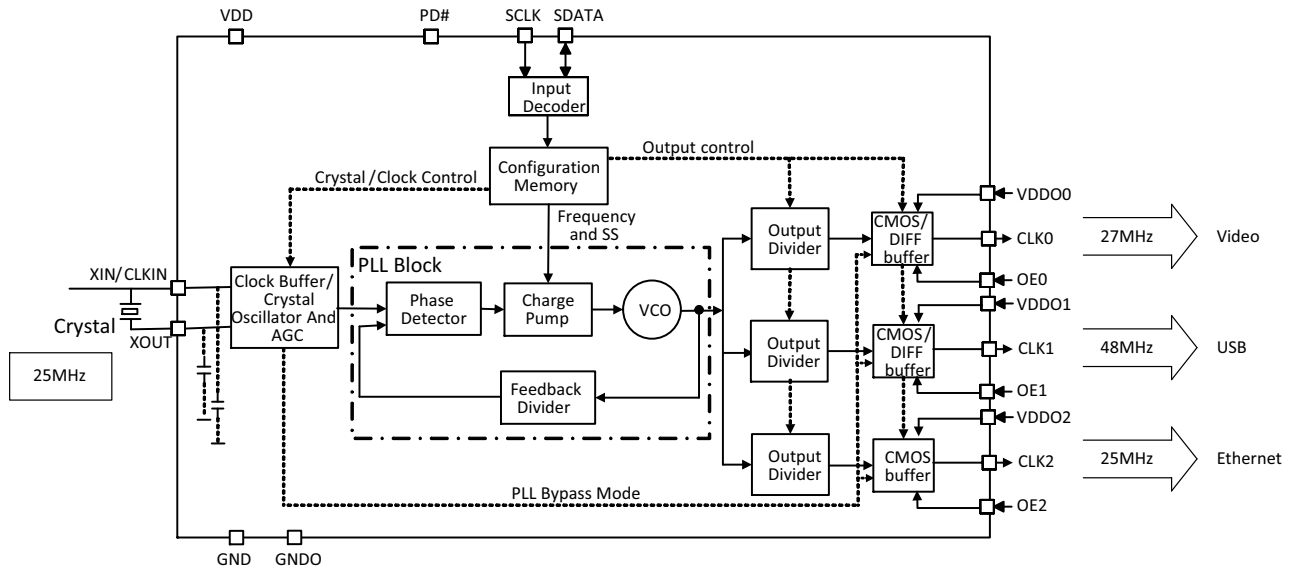 VDD
PD#
SCLK
SDATA
Input
Decoder
Output control
Configuration
Memory
Crystal/Clock Control
Frequency
and SS
VDDO0
Output
Divider
CMOS/
DIFF
buffer
CLK0
27MHz
Video
OE0
PLL Block
XIN/CLKIN
Clock Buffer/
Crystal
Oscillator And
AGC
Phase
Detector
Charge
Pump
VCO
VDDO1
Crystal
XOUT
Output
Divider
CMOS/
DIFF
buffer
CLK1
48MHz
USB
25MHz
Feedback
Divider
OE1
VDDO2
Output
Divider
CMOS
buffer
CLK2
25MHz
Ethernet
PLL Bypass Mode
OE2
GND
GNDO